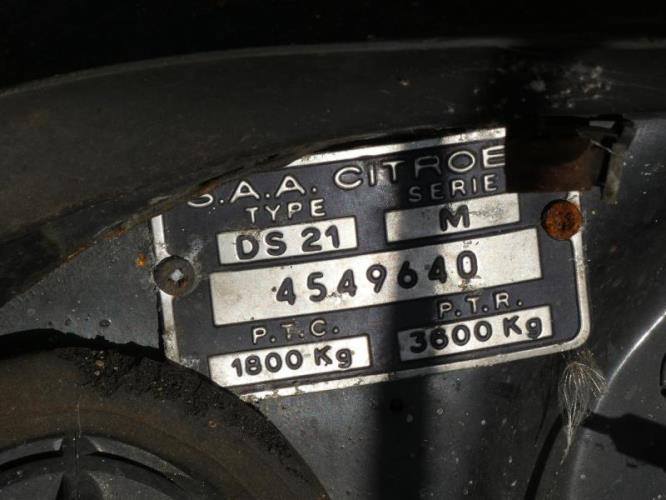 S.A.A. CITROE
TYPE SERIE
DS 21 M
4549640
P.T.C. P.T.R.
1800 Kg 3600 Kg